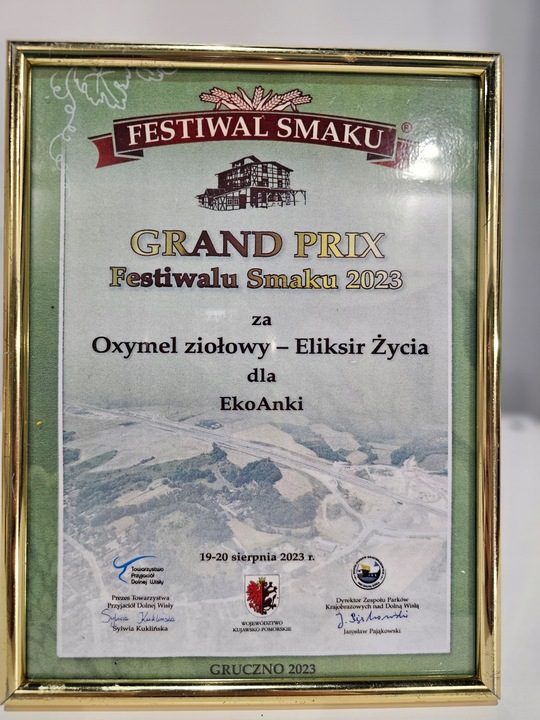 FESTIWAL SMAKU ®
GRAND PRIX
Festiwalu Smaku 2023
za
Oxymel ziołowy – Eliksir Życia
dla
EkoAnki
19-20 sierpnia 2023 r.
Towarzystwo
Przyjaciół
Dolnej Wisły
Prezes Towarzystwa
Przyjaciół Dolnej Wisły
Sylwia Kuklińska
Sylwia Kuklińska
WOJEWÓDZTWO
KUJAWSKO-POMORSKIE
Dyrektor Zespołu Parków
Krajobrazowych nad Dolną Wisłą
Jarosław Pająkowski
GRUCZNO 2023